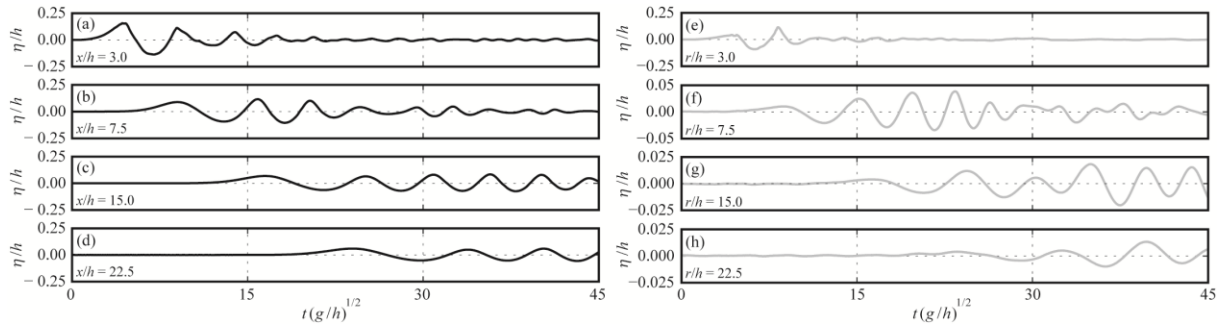 0.25
(a)
η/h
0.00
−0.25
x/h = 3.0
0.25
(b)
η/h
0.00
−0.25
x/h = 7.5
0.25
(c)
η/h
0.00
−0.25
x/h = 15.0
0.25
(d)
η/h
0.00
−0.25
x/h = 22.5
0 15 30 45
t(g/h)^1/2
0.25
(e)
η/h
0.00
−0.25
r/h = 3.0
0.05
(f)
η/h
0.00
−0.05
r/h = 7.5
0.025
(g)
η/h
0.000
−0.025
r/h = 15.0
0.025
(h)
η/h
0.000
−0.025
r/h = 22.5
0 15 30 45
t(g/h)^1/2